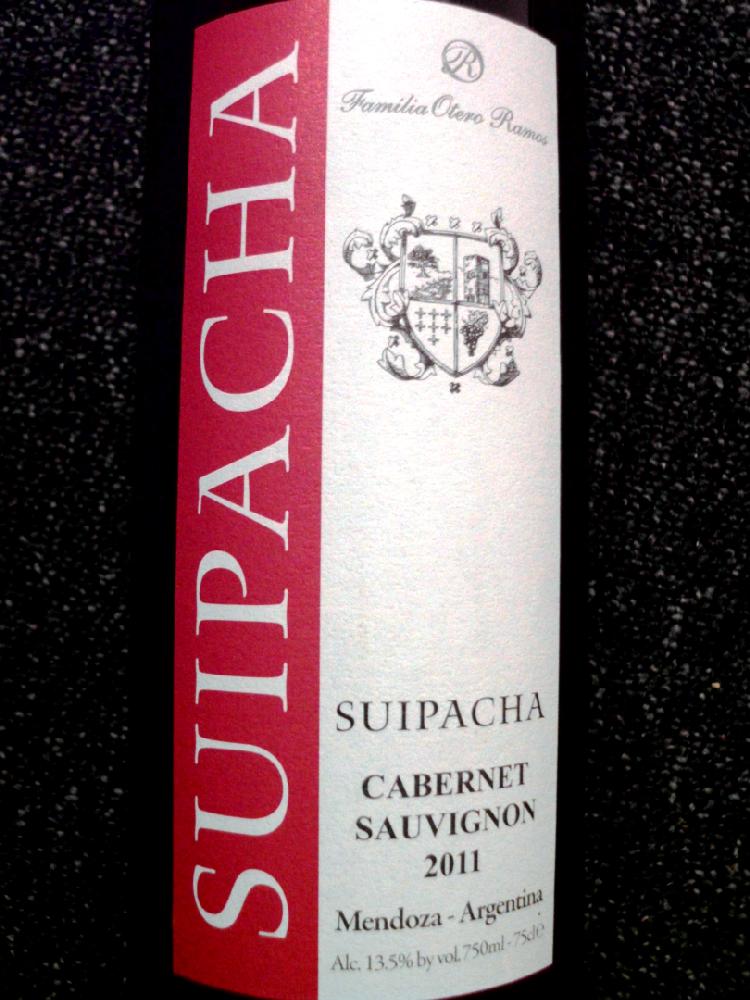 SUIPACHA
R
Familia Otero Ramos
SUIPACHA
CABERNET
SAUVIGNON
2011
Mendoza - Argentina
Alc. 13.5% by vol. 750ml - 75cl℮